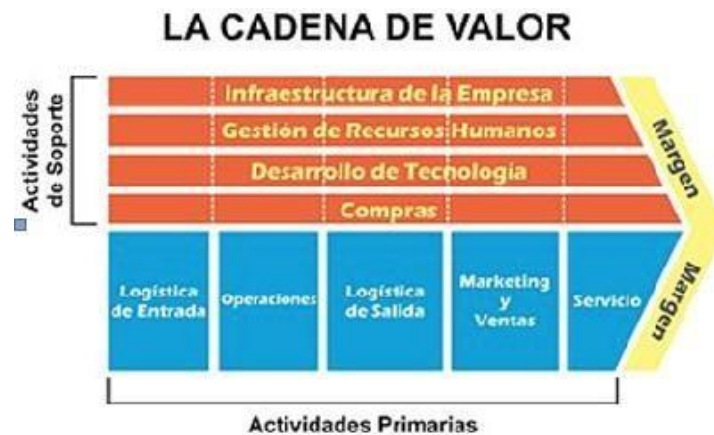 LA CADENA DE VALOR
Actividades
de Soporte
Infraestructura de la Empresa
Gestión de Recursos Humanos
Desarrollo de Tecnología
Compras
Margen
Logística
de Entrada
Operaciones
Logística
de Salida
Marketing
y
Ventas
Servicio
Margen
Actividades Primarias